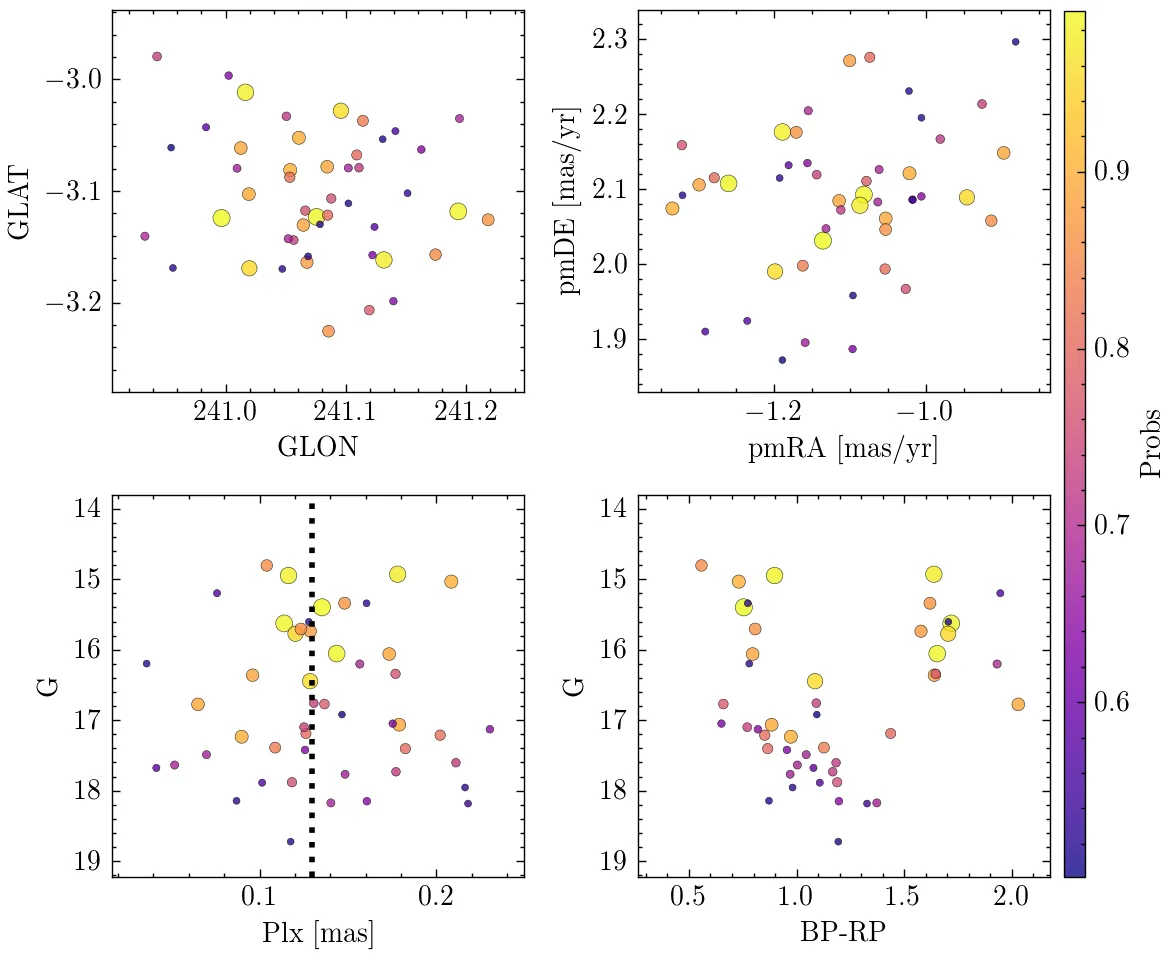 −3.0
−3.1
−3.2
GLAT
241.0 241.1 241.2
GLON
2.3
2.2
2.1
2.0
1.9
pmDE [mas/yr]
−1.2 −1.0
pmRA [mas/yr]
14
15
16
17
18
19
G
0.1 0.2
Plx [mas]
14
15
16
17
18
19
G
0.5 1.0 1.5 2.0
BP-RP
0.9
0.8
0.7
0.6
Probs